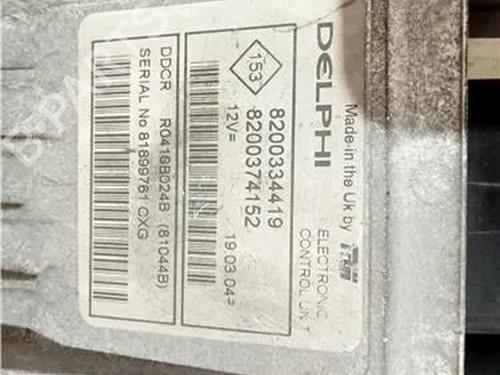 DELPHI
Made-in the UK by
ELECTRONIC
CONTROL UNIT
153
8200334419
8200374152
12V=
19.03.04
DDCR R0410B024B (81044B)
SERIAL No 81899761 CXG